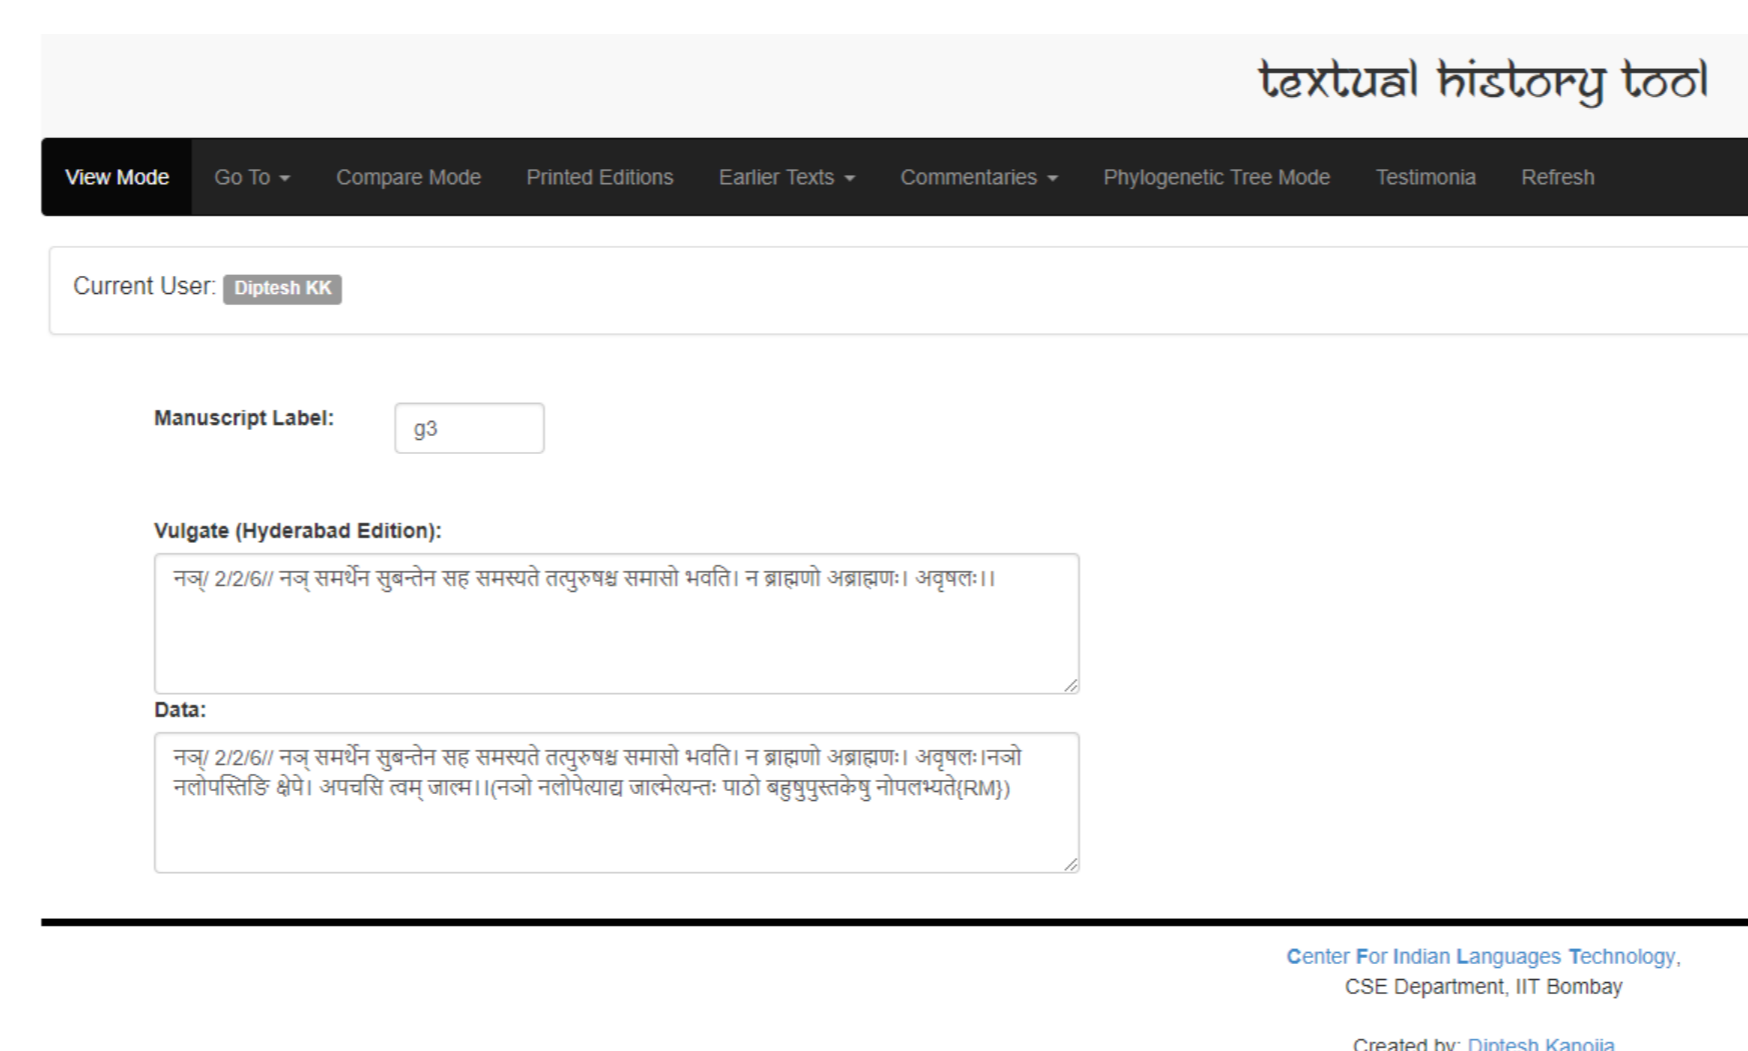 textual history tool
View Mode Go To Compare Mode Printed Editions Earlier Texts Commentaries Phylogenetic Tree Mode Testimonia Refresh
Current User: Diptesh KK
Manuscript Label: g3
Vulgate (Hyderabad Edition):
नञ्/ 2/2/6// नञ् समर्थेन सुबन्तेन सह समस्यते तत्पुरुषश्च समासो भवति। न ब्राह्मणो अब्राह्मणः। अवृषलः।।
Data:
नञ्/ 2/2/6// नञ् समर्थेन सुबन्तेन सह समस्यते तत्पुरुषश्च समासो भवति। न ब्राह्मणो अब्राह्मणः। अवृषलः।नञो
नलोपस्तिङि क्षेपे। अपचसि त्वम् जाल्म।।(नञो नलोपेत्याद्य जाल्मेत्यन्तः पाठो बहुषुपुस्तकेषु नोपलभ्यते{RM})
Center For Indian Languages Technology,
CSE Department, IIT Bombay
Created by: Diptesh Kanojia